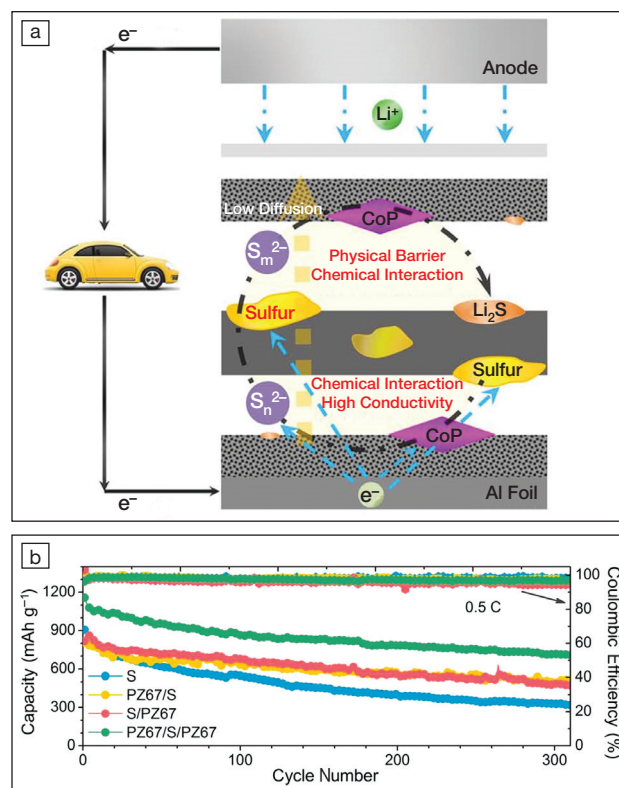 a
e⁻
Anode
Li⁺
Low Diffusion
CoP
Sₘ²⁻
Physical Barrier
Chemical Interaction
Sulfur
Li₂S
Sulfur
Chemical Interaction
High Conductivity
Sₙ²⁻
CoP
e⁻
e⁻
Al Foil
b
1200
900
600
300
0
Capacity (mAh g⁻¹)
100
80
60
40
20
0
Coulombic Efficiency (%)
0.5 C
S
PZ67/S
S/PZ67
PZ67/S/PZ67
0
100
200
300
Cycle Number